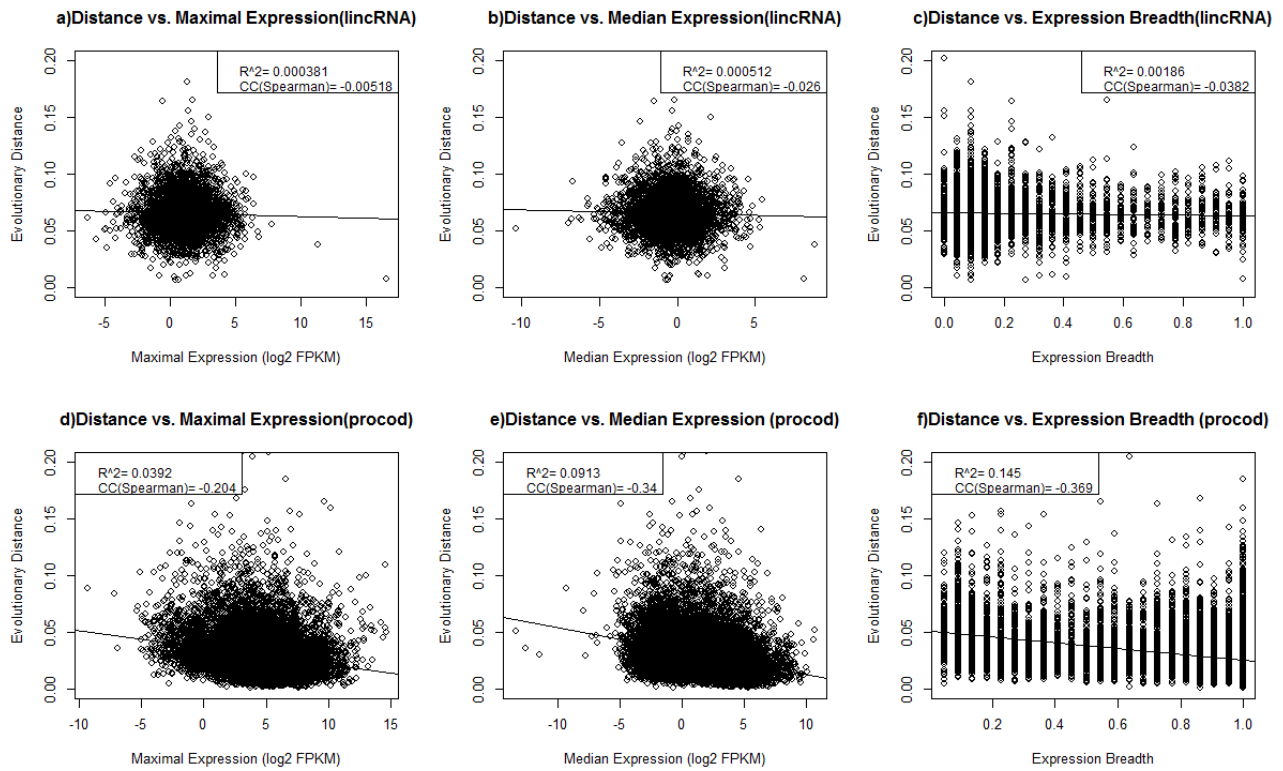 a)Distance vs. Maximal Expression(lincRNA)
R^2= 0.000381
CC(Spearman)= -0.00518
Evolutionary Distance
0.00 0.05 0.10 0.15 0.20
-5 0 5 10 15
Maximal Expression (log2 FPKM)
b)Distance vs. Median Expression(lincRNA)
R^2= 0.000512
CC(Spearman)= -0.026
Evolutionary Distance
0.00 0.05 0.10 0.15 0.20
-10 -5 0 5
Median Expression (log2 FPKM)
c)Distance vs. Expression Breadth(lincRNA)
R^2= 0.00186
CC(Spearman)= -0.0382
Evolutionary Distance
0.00 0.05 0.10 0.15 0.20
0.0 0.2 0.4 0.6 0.8 1.0
Expression Breadth
d)Distance vs. Maximal Expression(procod)
R^2= 0.0392
CC(Spearman)= -0.204
Evolutionary Distance
0.00 0.05 0.10 0.15 0.20
-10 -5 0 5 10 15
Maximal Expression (log2 FPKM)
e)Distance vs. Median Expression (procod)
R^2= 0.0913
CC(Spearman)= -0.34
Evolutionary Distance
0.00 0.05 0.10 0.15 0.20
-10 -5 0 5 10
Median Expression (log2 FPKM)
f)Distance vs. Expression Breadth (procod)
R^2= 0.145
CC(Spearman)= -0.369
Evolutionary Distance
0.00 0.05 0.10 0.15 0.20
0.2 0.4 0.6 0.8 1.0
Expression Breadth